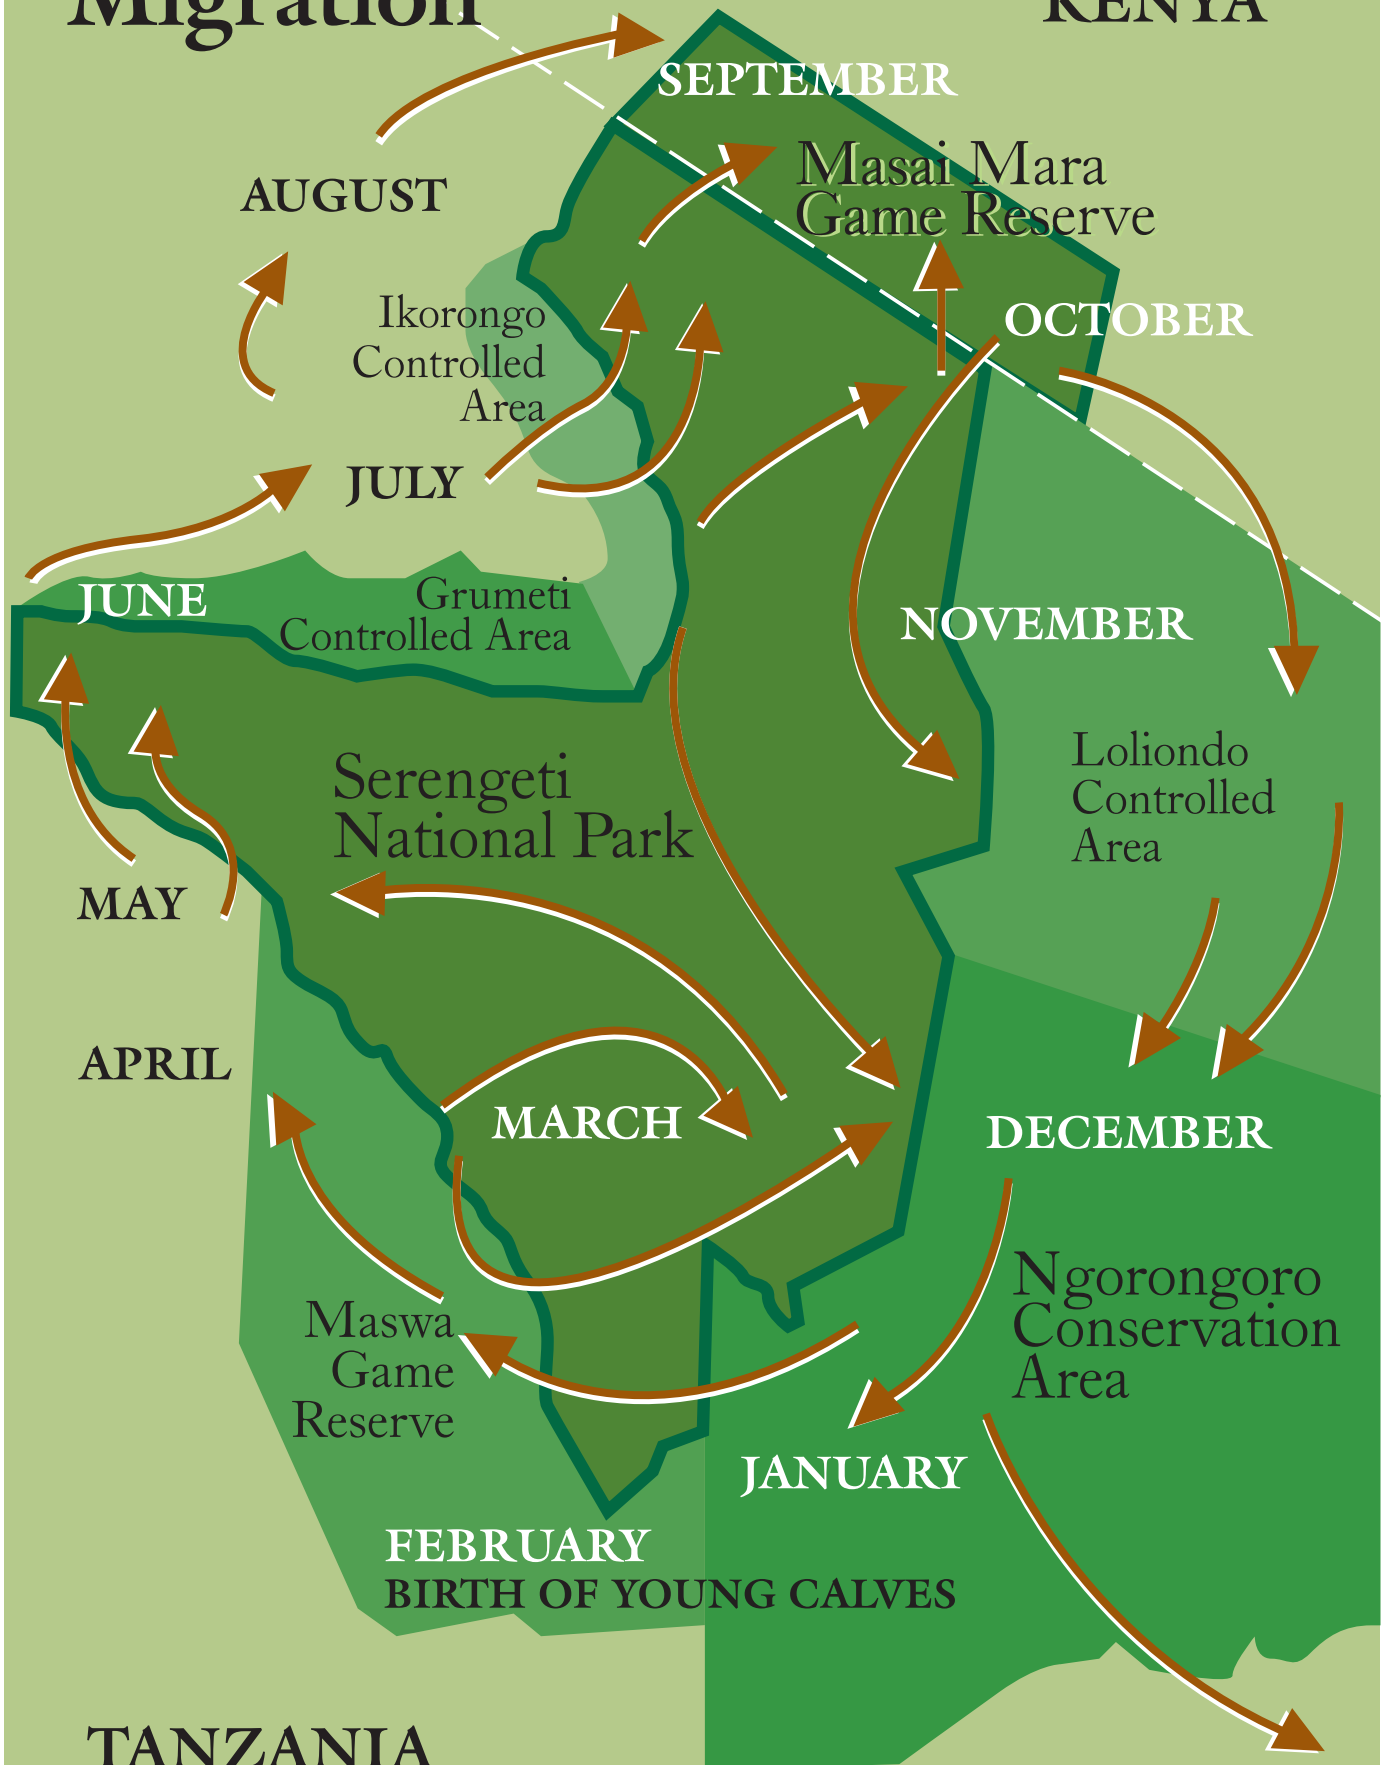 Migration
KENYA
SEPTEMBER
Masai Mara
Game Reserve
AUGUST
Ikorongo
Controlled
Area
OCTOBER
JULY
JUNE
Grumeti
Controlled Area
NOVEMBER
Serengeti
National Park
Loliondo
Controlled
Area
MAY
APRIL
MARCH
DECEMBER
Ngorongoro
Conservation
Area
Maswa
Game
Reserve
JANUARY
FEBRUARY
BIRTH OF YOUNG CALVES
TANZANIA